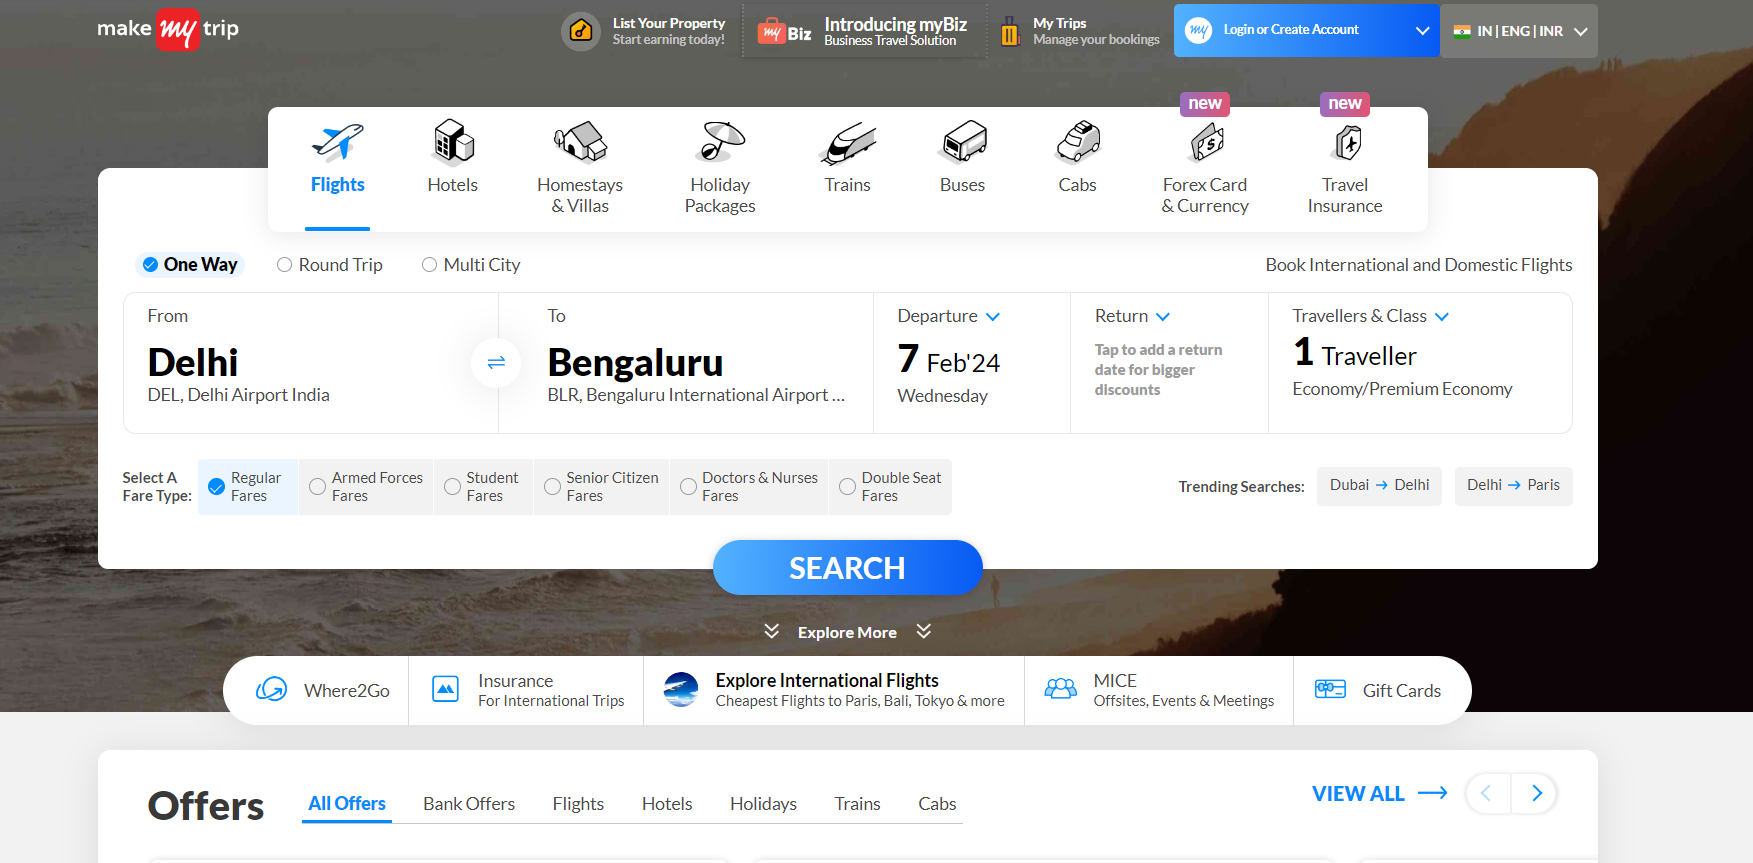 make my trip
List Your Property
Start earning today!
my Biz
Introducing myBiz
Business Travel Solution
My Trips
Manage your bookings
my
Login or Create Account
IN | ENG | INR
new
new
Flights
Hotels
Homestays
& Villas
Holiday
Packages
Trains
Buses
Cabs
Forex Card
& Currency
Travel
Insurance
One Way
Round Trip
Multi City
Book International and Domestic Flights
From
Delhi
DEL, Delhi Airport India
To
Bengaluru
BLR, Bengaluru International Airport ...
Departure
7 Feb'24
Wednesday
Return
Tap to add a return
date for bigger
discounts
Travellers & Class
1 Traveller
Economy/Premium Economy
Select A
Fare Type:
Regular
Fares
Armed Forces
Fares
Student
Fares
Senior Citizen
Fares
Doctors & Nurses
Fares
Double Seat
Fares
Trending Searches:
Dubai → Delhi
Delhi → Paris
SEARCH
Explore More
Where2Go
Insurance
For International Trips
Explore International Flights
Cheapest Flights to Paris, Bali, Tokyo & more
MICE
Offsites, Events & Meetings
Gift Cards
Offers
All Offers
Bank Offers
Flights
Hotels
Holidays
Trains
Cabs
VIEW ALL